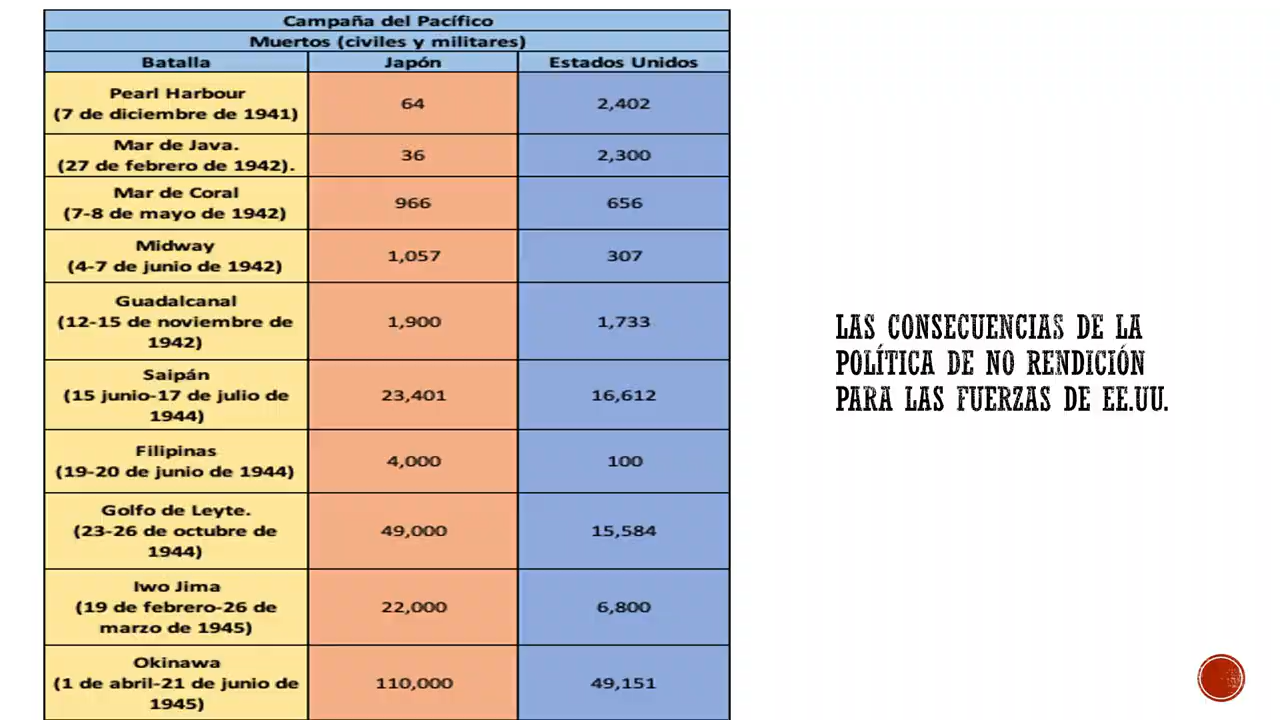 Campaña del Pacífico
Muertos (civiles y militares)
Batalla Japón Estados Unidos
Pearl Harbour
(7 de diciembre de 1941) 64 2,402
Mar de Java.
(27 de febrero de 1942). 36 2,300
Mar de Coral
(7-8 de mayo de 1942) 966 656
Midway
(4-7 de junio de 1942) 1,057 307
Guadalcanal
(12-15 de noviembre de 1,900 1,733
1942)
Saipán
(15 junio-17 de julio de 23,401 16,612
1944)
Filipinas
(19-20 de junio de 1944) 4,000 100
Golfo de Leyte.
(23-26 de octubre de 49,000 15,584
1944)
Iwo Jima
(19 de febrero-26 de 22,000 6,800
marzo de 1945)
Okinawa
(1 de abril-21 de junio de 110,000 49,151
1945)
LAS CONSECUENCIAS DE LA
POLÍTICA DE NO RENDICIÓN
PARA LAS FUERZAS DE EE.UU.